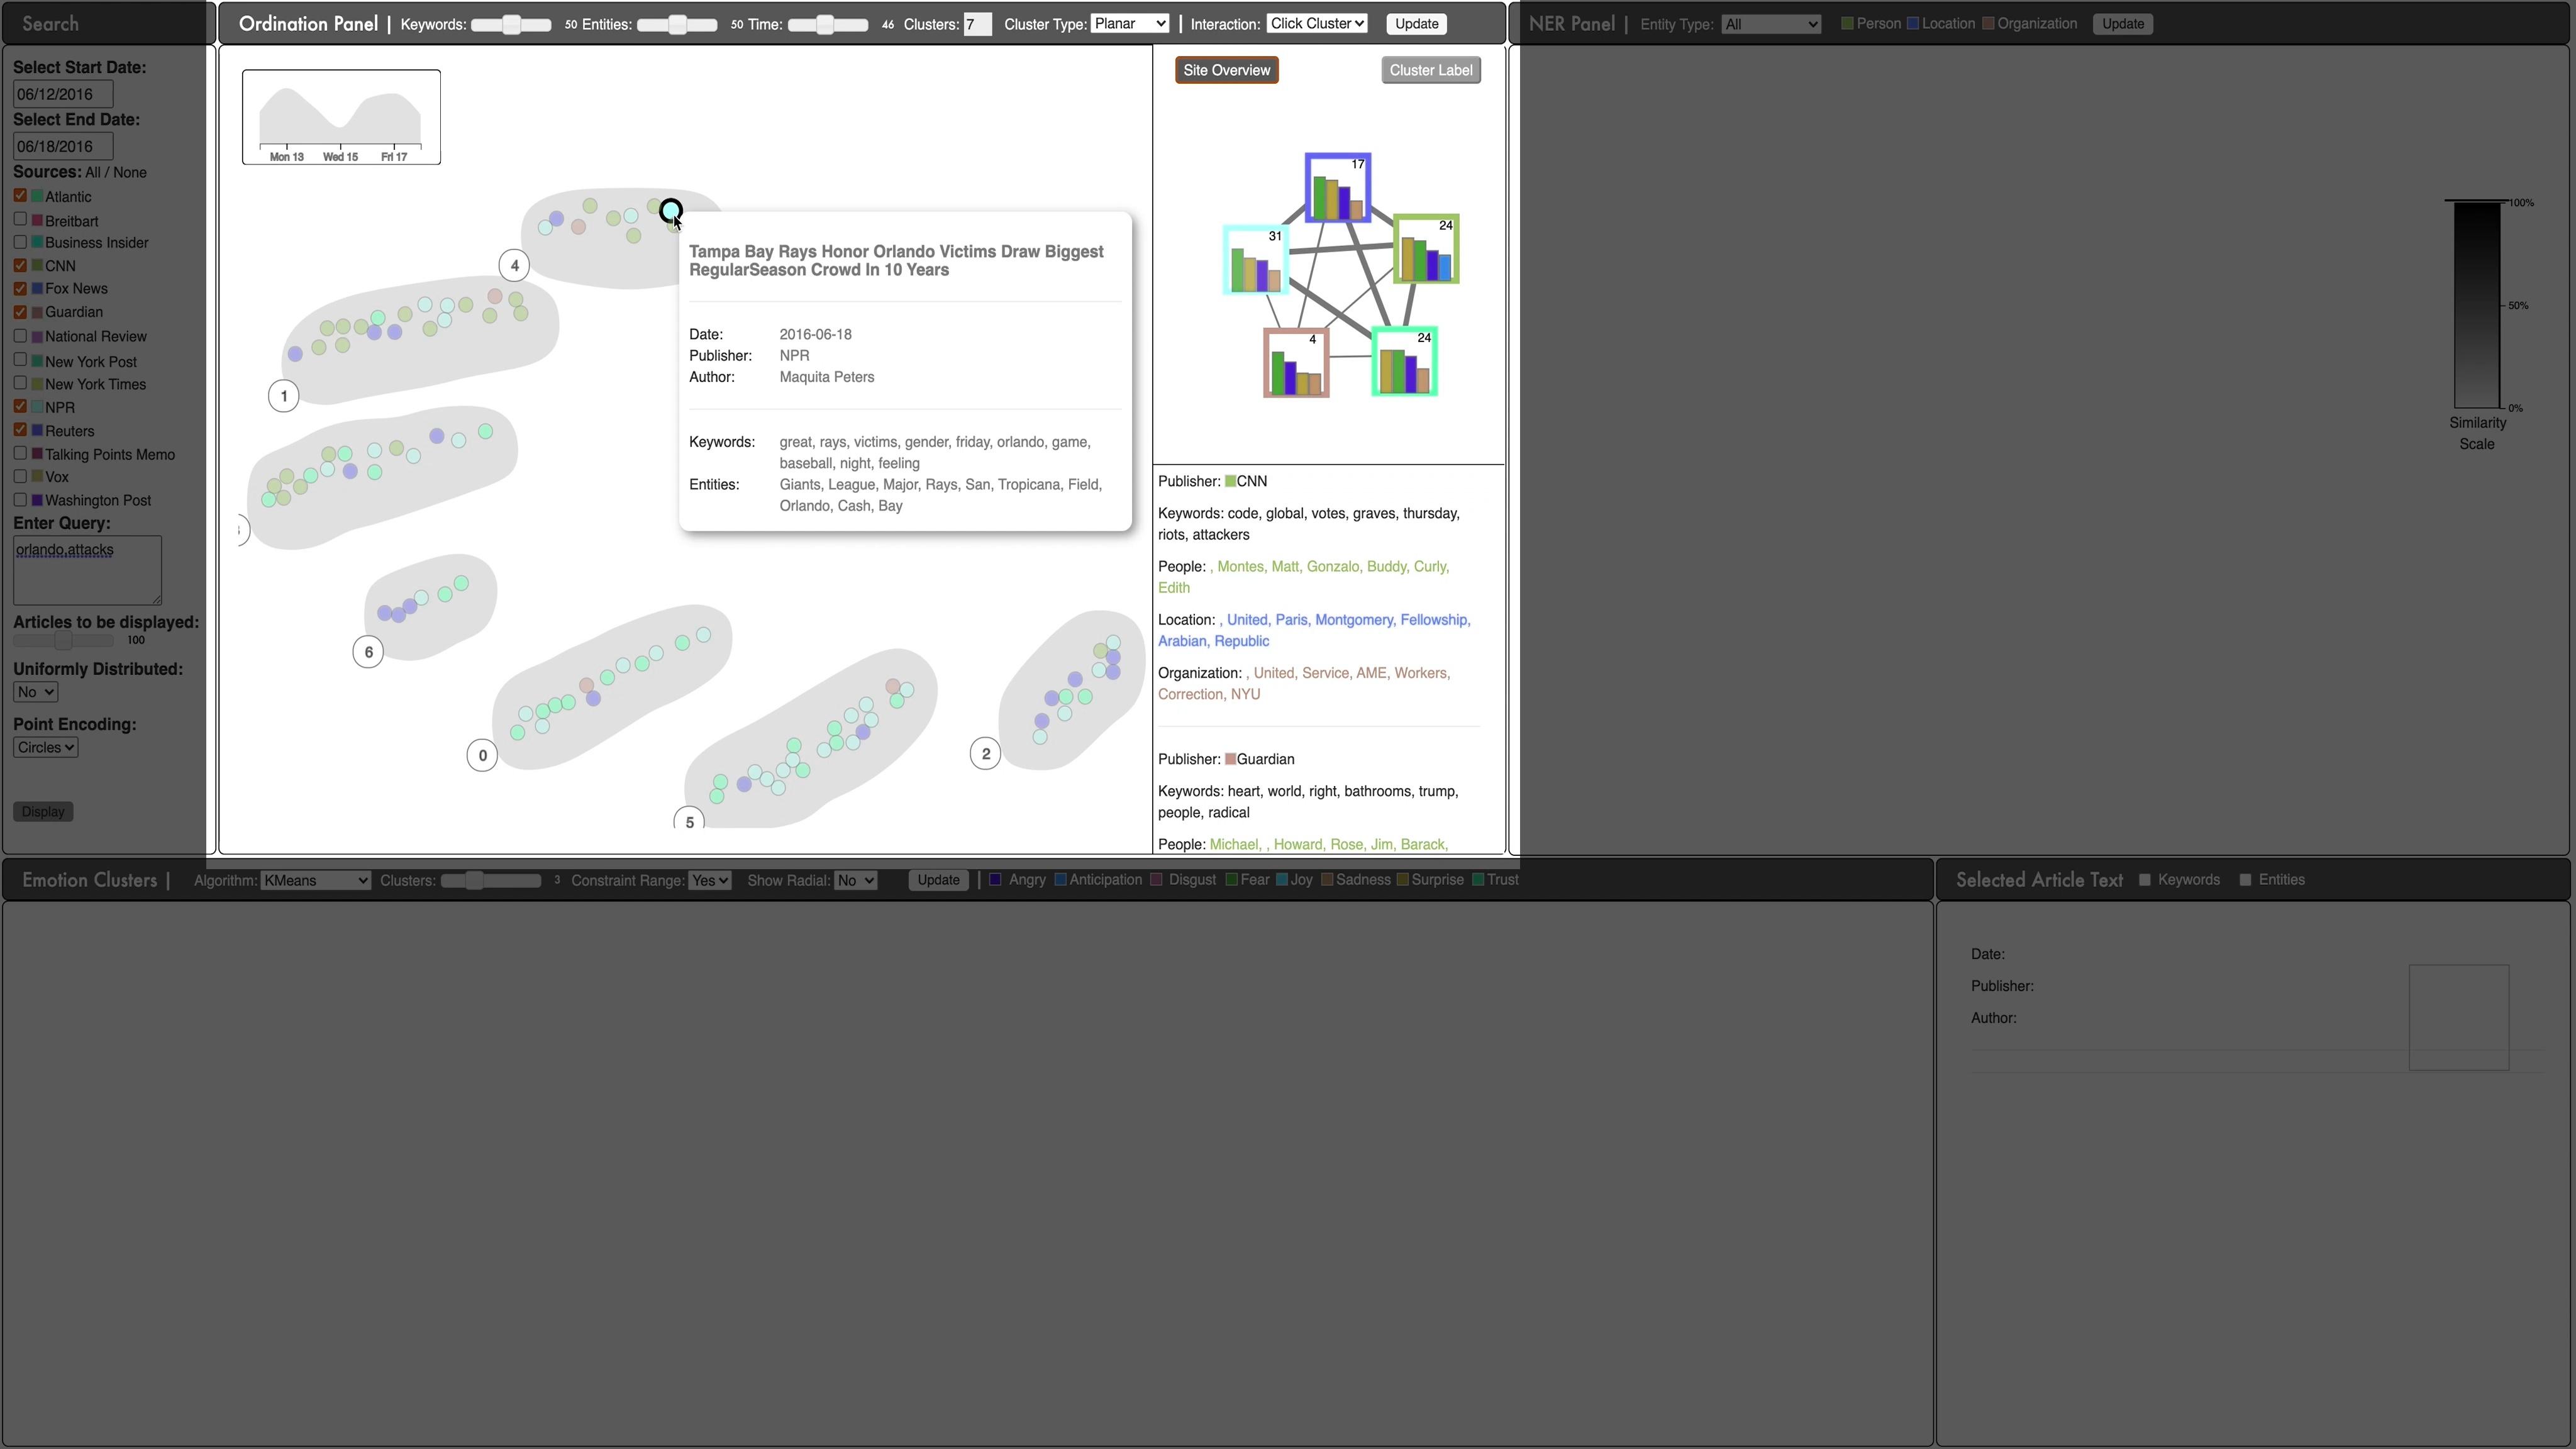 Search
Ordination Panel | Keywords: 50 Entities: 50 Time: 46 Clusters: 7 Cluster Type: Planar | Interaction: Click Cluster Update
NER Panel | Entity Type: All Person Location Organization Update
Select Start Date:
06/12/2016
Select End Date:
06/18/2016
Sources: All / None
Atlantic
Breitbart
Business Insider
CNN
Fox News
Guardian
National Review
New York Post
New York Times
NPR
Reuters
Talking Points Memo
Vox
Washington Post
Enter Query:
orlando,attacks
Articles to be displayed:
100
Uniformly Distributed:
No
Point Encoding:
Circles
Display
Mon 13 Wed 15 Fri 17
4
1
6
0
5
2
Tampa Bay Rays Honor Orlando Victims Draw Biggest
RegularSeason Crowd In 10 Years
Date: 2016-06-18
Publisher: NPR
Author: Maquita Peters
Keywords: great, rays, victims, gender, friday, orlando, game,
baseball, night, feeling
Entities: Giants, League, Major, Rays, San, Tropicana, Field,
Orlando, Cash, Bay
Site Overview Cluster Label
17
24
31
4
24
Publisher: CNN
Keywords: code, global, votes, graves, thursday,
riots, attackers
People: , Montes, Matt, Gonzalo, Buddy, Curly,
Edith
Location: , United, Paris, Montgomery, Fellowship,
Arabian, Republic
Organization: , United, Service, AME, Workers,
Correction, NYU
Publisher: Guardian
Keywords: heart, world, right, bathrooms, trump,
people, radical
People: Michael, , Howard, Rose, Jim, Barack,
100%
50%
0%
Similarity
Scale
Emotion Clusters | Algorithm: KMeans Clusters: 3 Constraint Range: Yes Show Radial: No Update | Angry Anticipation Disgust Fear Joy Sadness Surprise Trust
Selected Article Text Keywords Entities
Date:
Publisher:
Author: